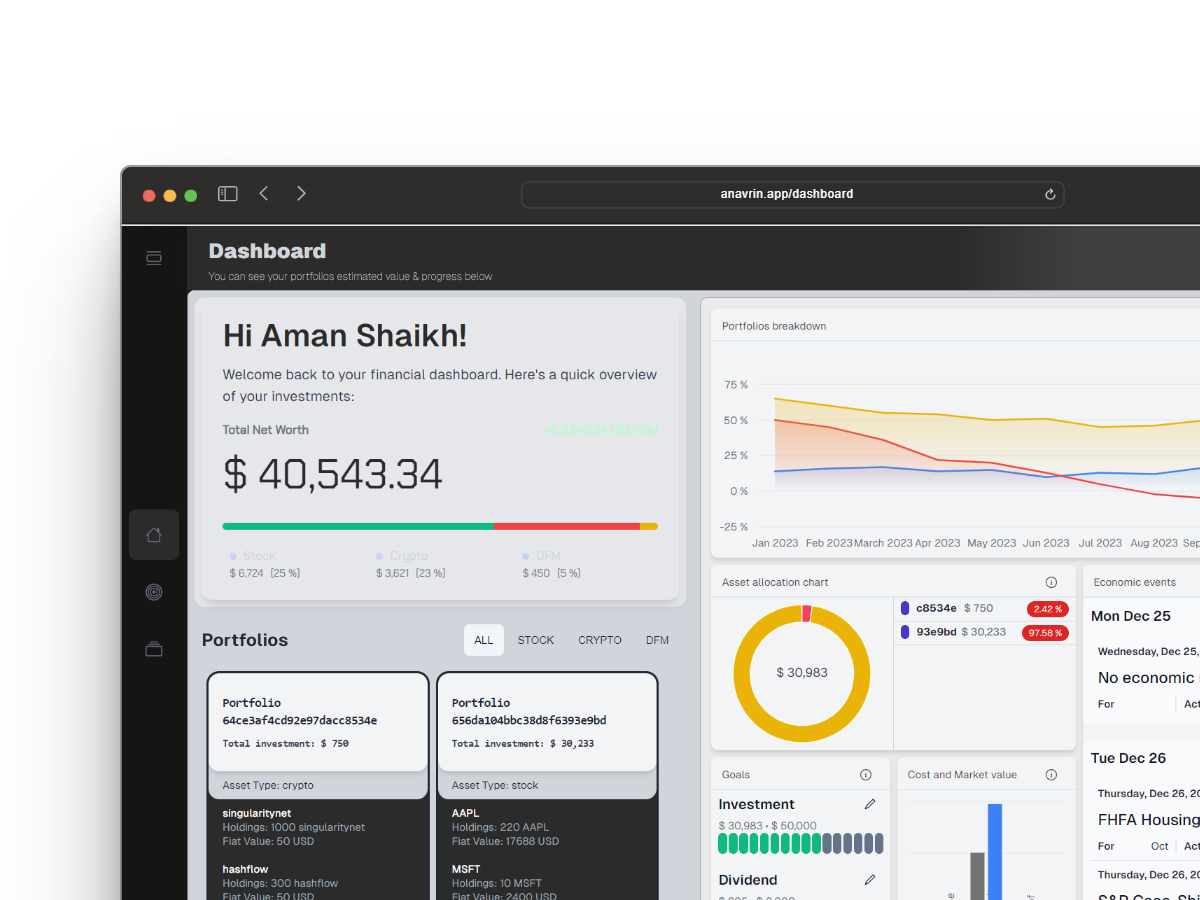 anavrin.app/dashboard
Dashboard
You can see your portfolios estimated value & progress below
Hi Aman Shaikh!
Welcome back to your financial dashboard. Here's a quick overview
of your investments:
Total Net Worth
+$ 9,543.34 (30.78%)
$ 40,543.34
Stock
Crypto
DFM
$ 6,724 (25 %)
$ 3,621 (23 %)
$ 450 (5 %)
Portfolios
ALL
STOCK
CRYPTO
DFM
Portfolio
64ce3af4cd92e97dacc8534e
Total investment: $ 750
Asset Type: crypto
singularitynet
Holdings: 1000 singularitynet
Fiat Value: 50 USD
hashflow
Holdings: 300 hashflow
Fiat Value: 50 USD
Portfolio
656da104bbc38d8f6393e9bd
Total investment: $ 30,233
Asset Type: stock
AAPL
Holdings: 220 AAPL
Fiat Value: 17688 USD
MSFT
Holdings: 10 MSFT
Fiat Value: 2400 USD
Portfolios breakdown
75 %
50 %
25 %
0 %
-25 %
Jan 2023 Feb 2023 March 2023 Apr 2023 May 2023 Jun 2023 Jul 2023 Aug 2023 Sep
Asset allocation chart
$ 30,983
c8534e $ 750 2.42 %
93e9bd $ 30,233 97.58 %
Goals
Investment
$ 30,983 • $ 50,000
Dividend
Cost and Market value
Economic events
Mon Dec 25
Wednesday, Dec 25,
No economic
For
Act
Tue Dec 26
Thursday, Dec 26, 20
FHFA Housing
For Oct Act
Thursday, Dec 26, 20